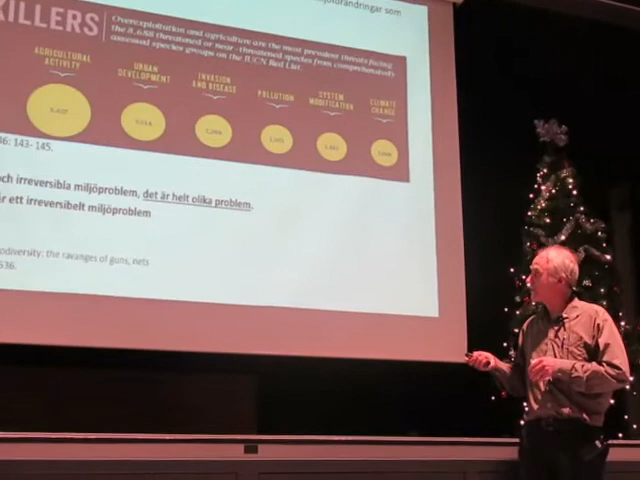 miljöförändringar som
KILLERS
Overexploitation and agriculture are the most prevalent threats facing
the 8,688 threatened or near-threatened species from comprehensively
assessed species groups on the IUCN Red List.
AGRICULTURAL
ACTIVITY
URBAN
DEVELOPMENT
INVASION
AND DISEASE
POLLUTION
SYSTEM
MODIFICATION
CLIMATE
CHANGE
143- 145.
och irreversibla miljöproblem, det är helt olika problem.
är ett irreversibelt miljöproblem
odiversity: the ravanges of guns, nets
536.